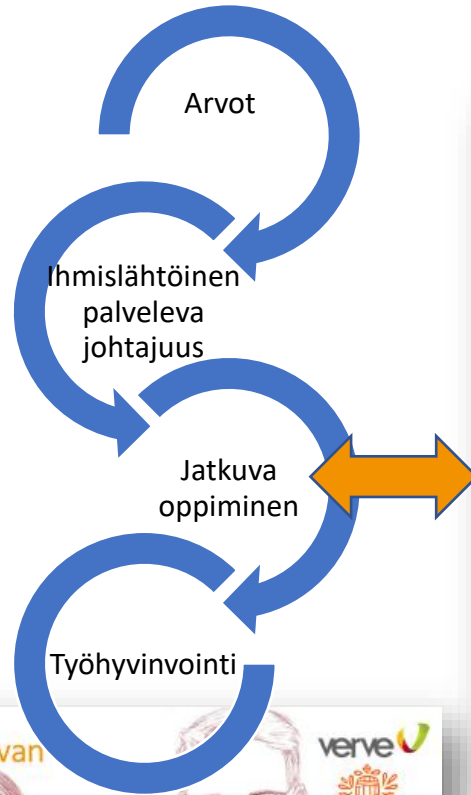 Arvot
Ihmislähtöinen
palveleva
johtajuus
Jatkuva
oppiminen
Työhyvinvointi
van
verve